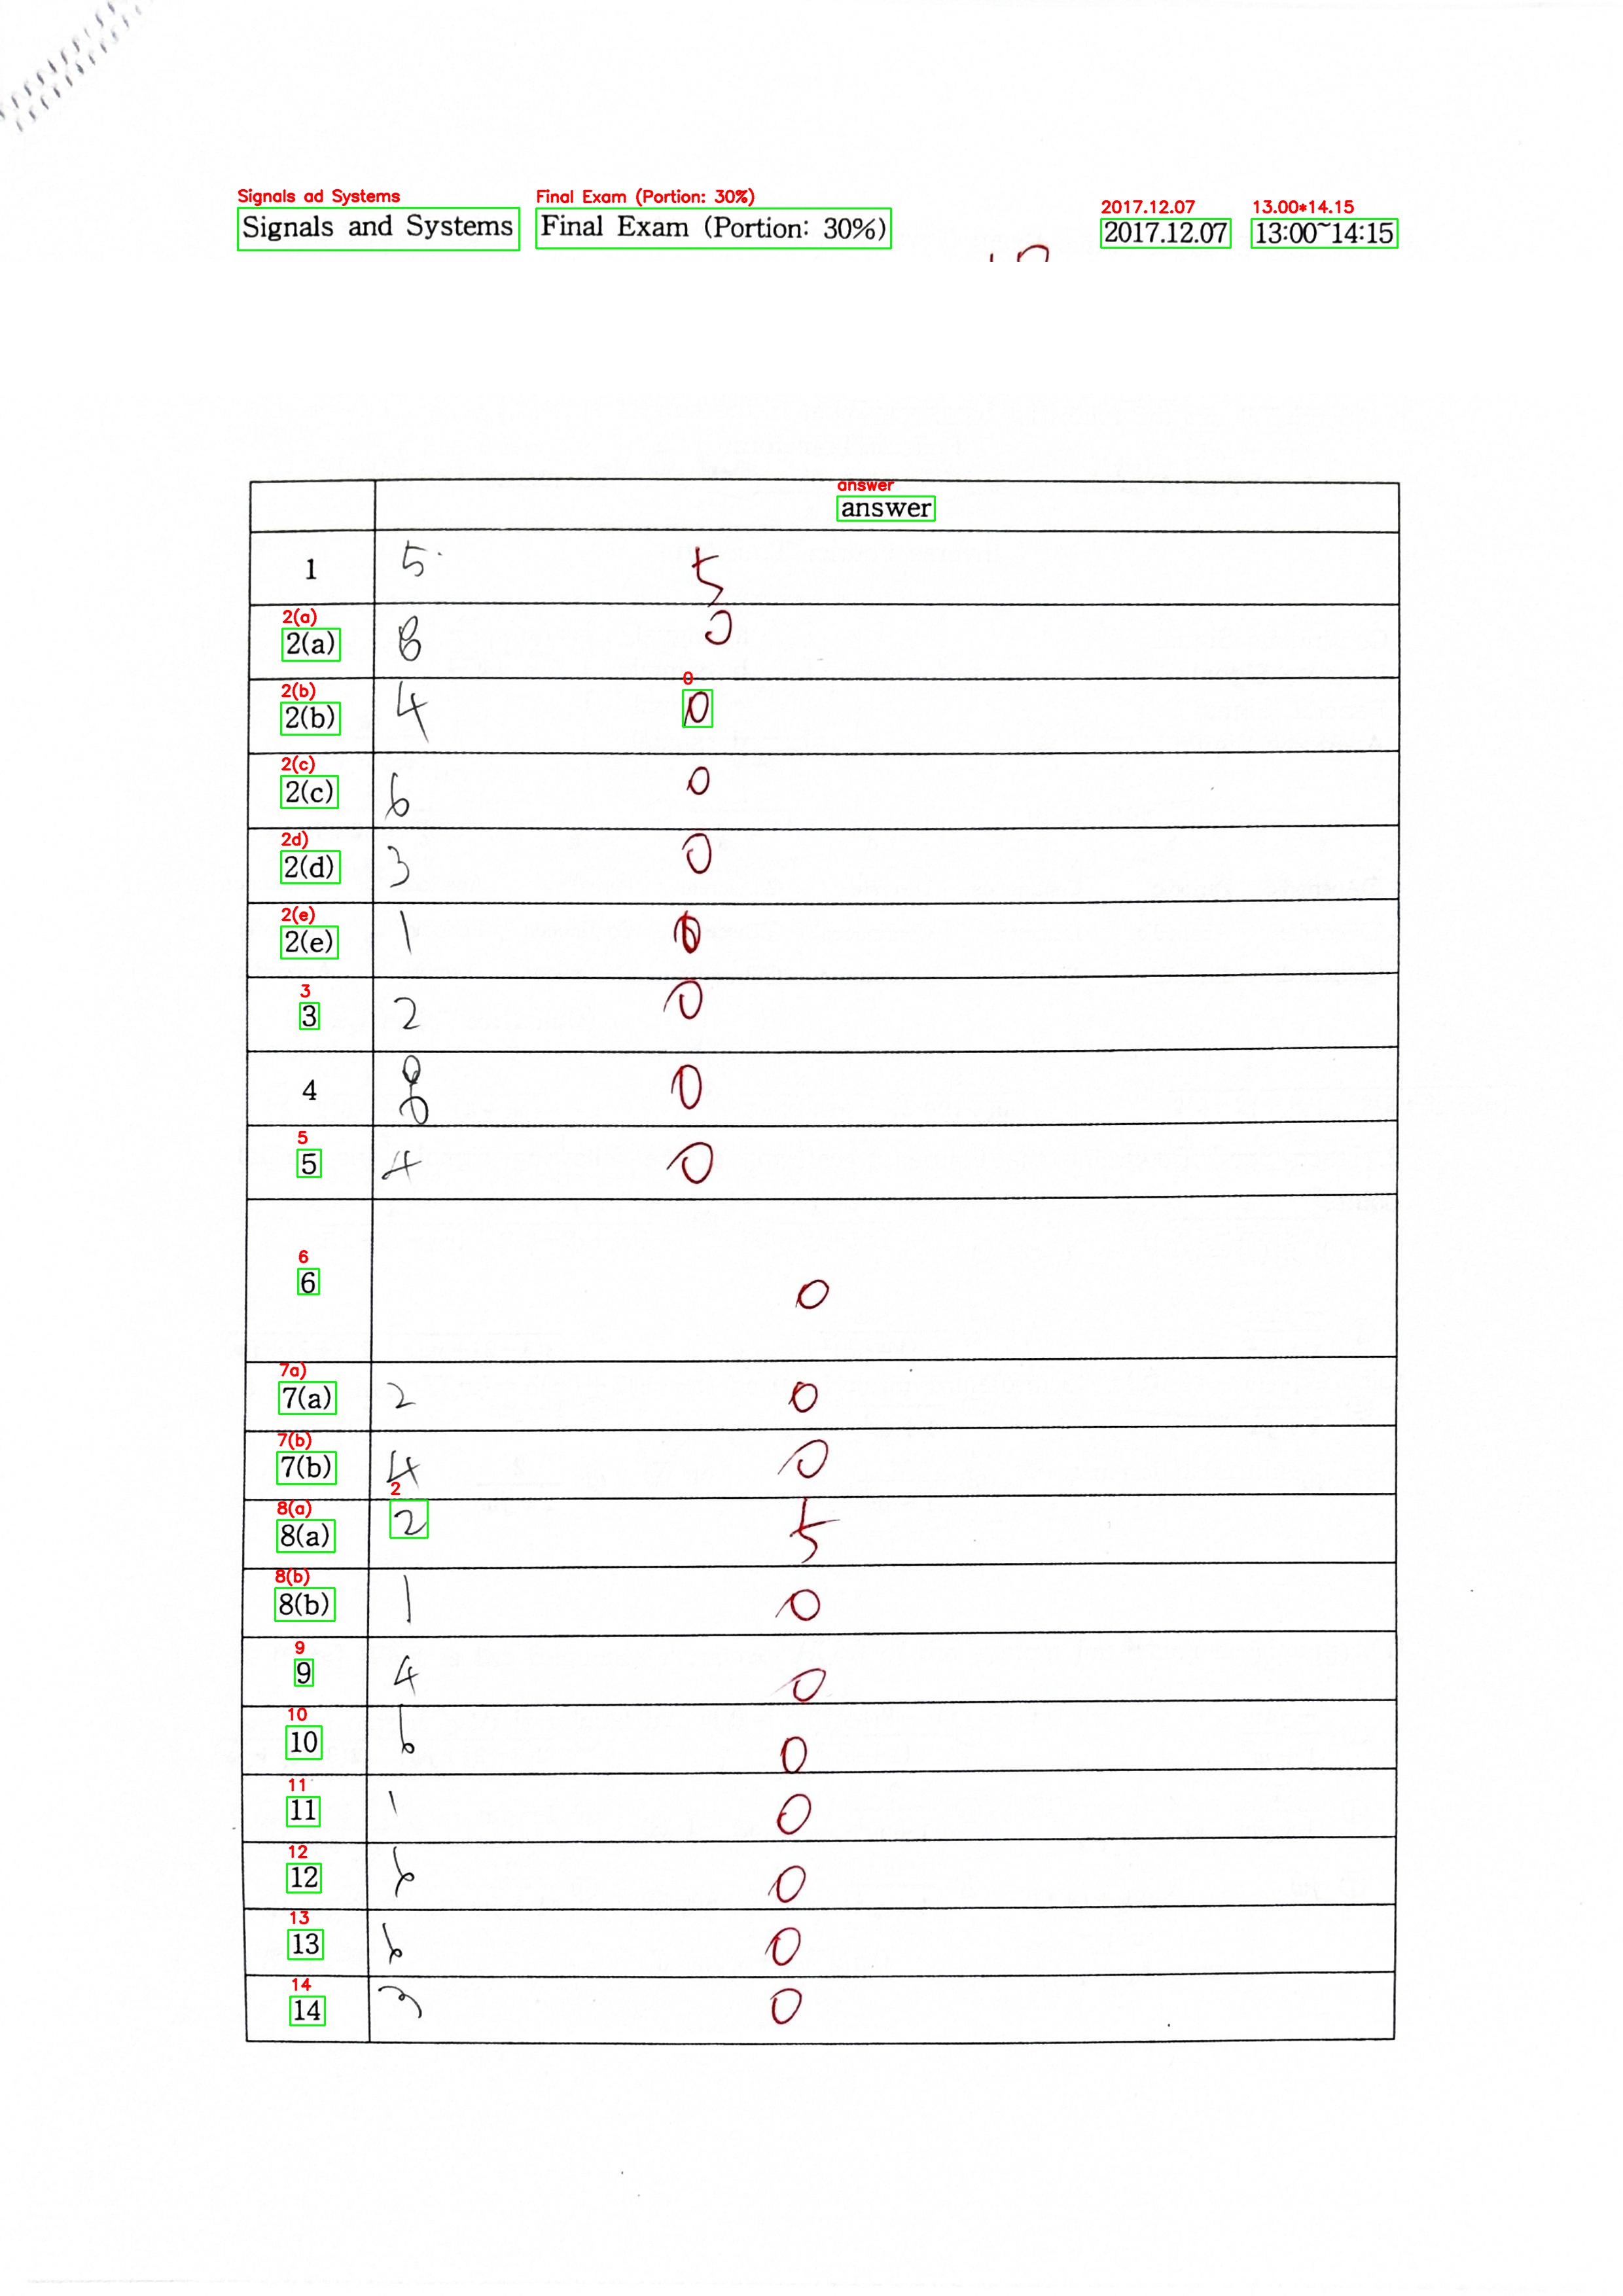 Signals ad Systems Final Exam (Portion: 30%) 2017.12.07 13.00*14.15
Signals and Systems Final Exam (Portion: 30%) 2017.12.07 13:00~14:15
answer
answer
1 5 5
2(a)
2(a) 8 0
2(b) 0
2(b) 4 0
2(c)
2(c) 6 0
2d)
2(d) 3 0
2(e)
2(e) 1 0
3
3 2 0
4 8 0
5
5 4 0
6
6 0
7a)
7(a) 2 0
7(b)
7(b) 4 0
8(a) 2
8(a) 2 5
8(b)
8(b) 1 0
9
9 4 0
10
10 6 0
11
11 1 0
12
12 6 0
13
13 6 0
14
14 3 0